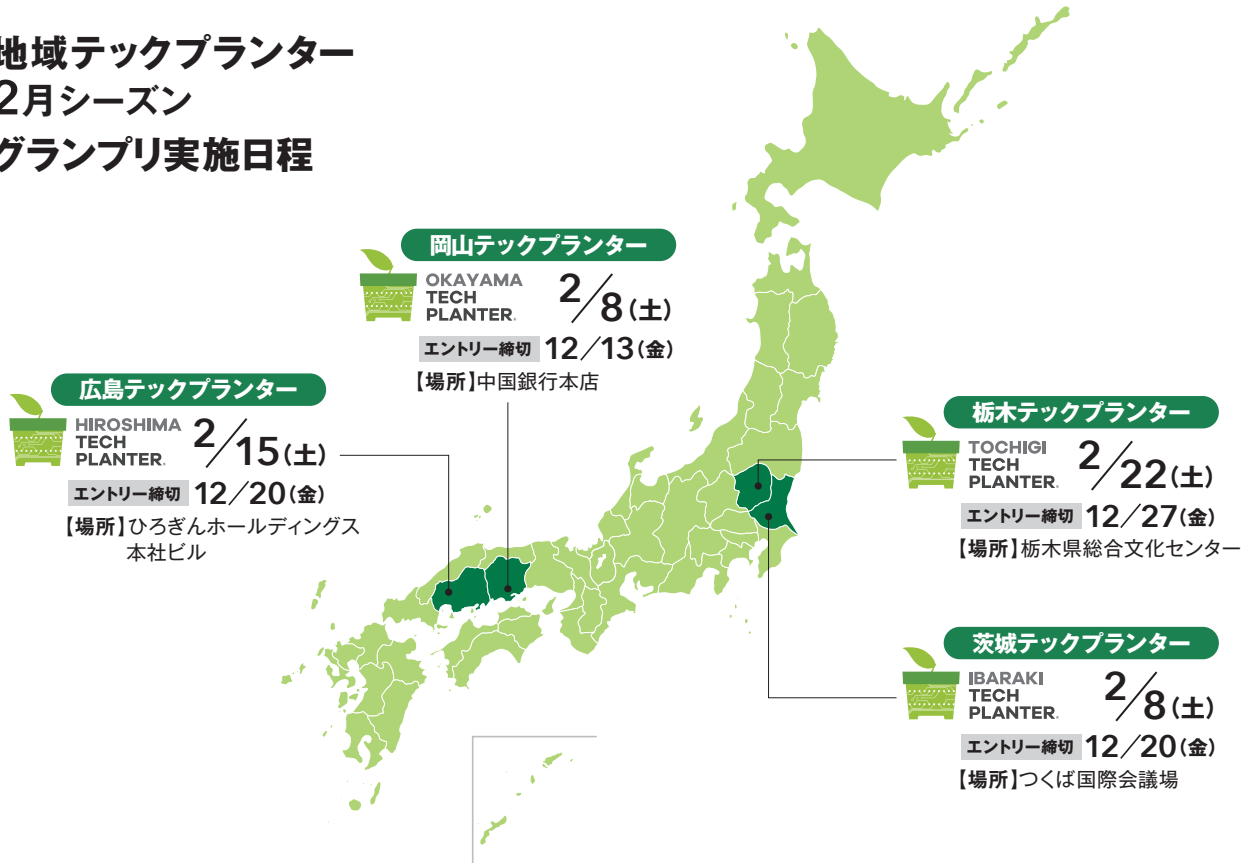 地域テックプランター
2月シーズン
グランプリ実施日程
岡山テックプランター
OKAYAMA
TECH
PLANTER.
2/8(土)
エントリー締切 12/13(金)
【場所】中国銀行本店
広島テックプランター
HIROSHIMA
TECH
PLANTER.
2/15(土)
エントリー締切 12/20(金)
【場所】ひろぎんホールディングス
本社ビル
栃木テックプランター
TOCHIGI
TECH
PLANTER.
2/22(土)
エントリー締切 12/27(金)
【場所】栃木県総合文化センター
茨城テックプランター
IBARAKI
TECH
PLANTER.
2/8(土)
エントリー締切 12/20(金)
【場所】つくば国際会議場